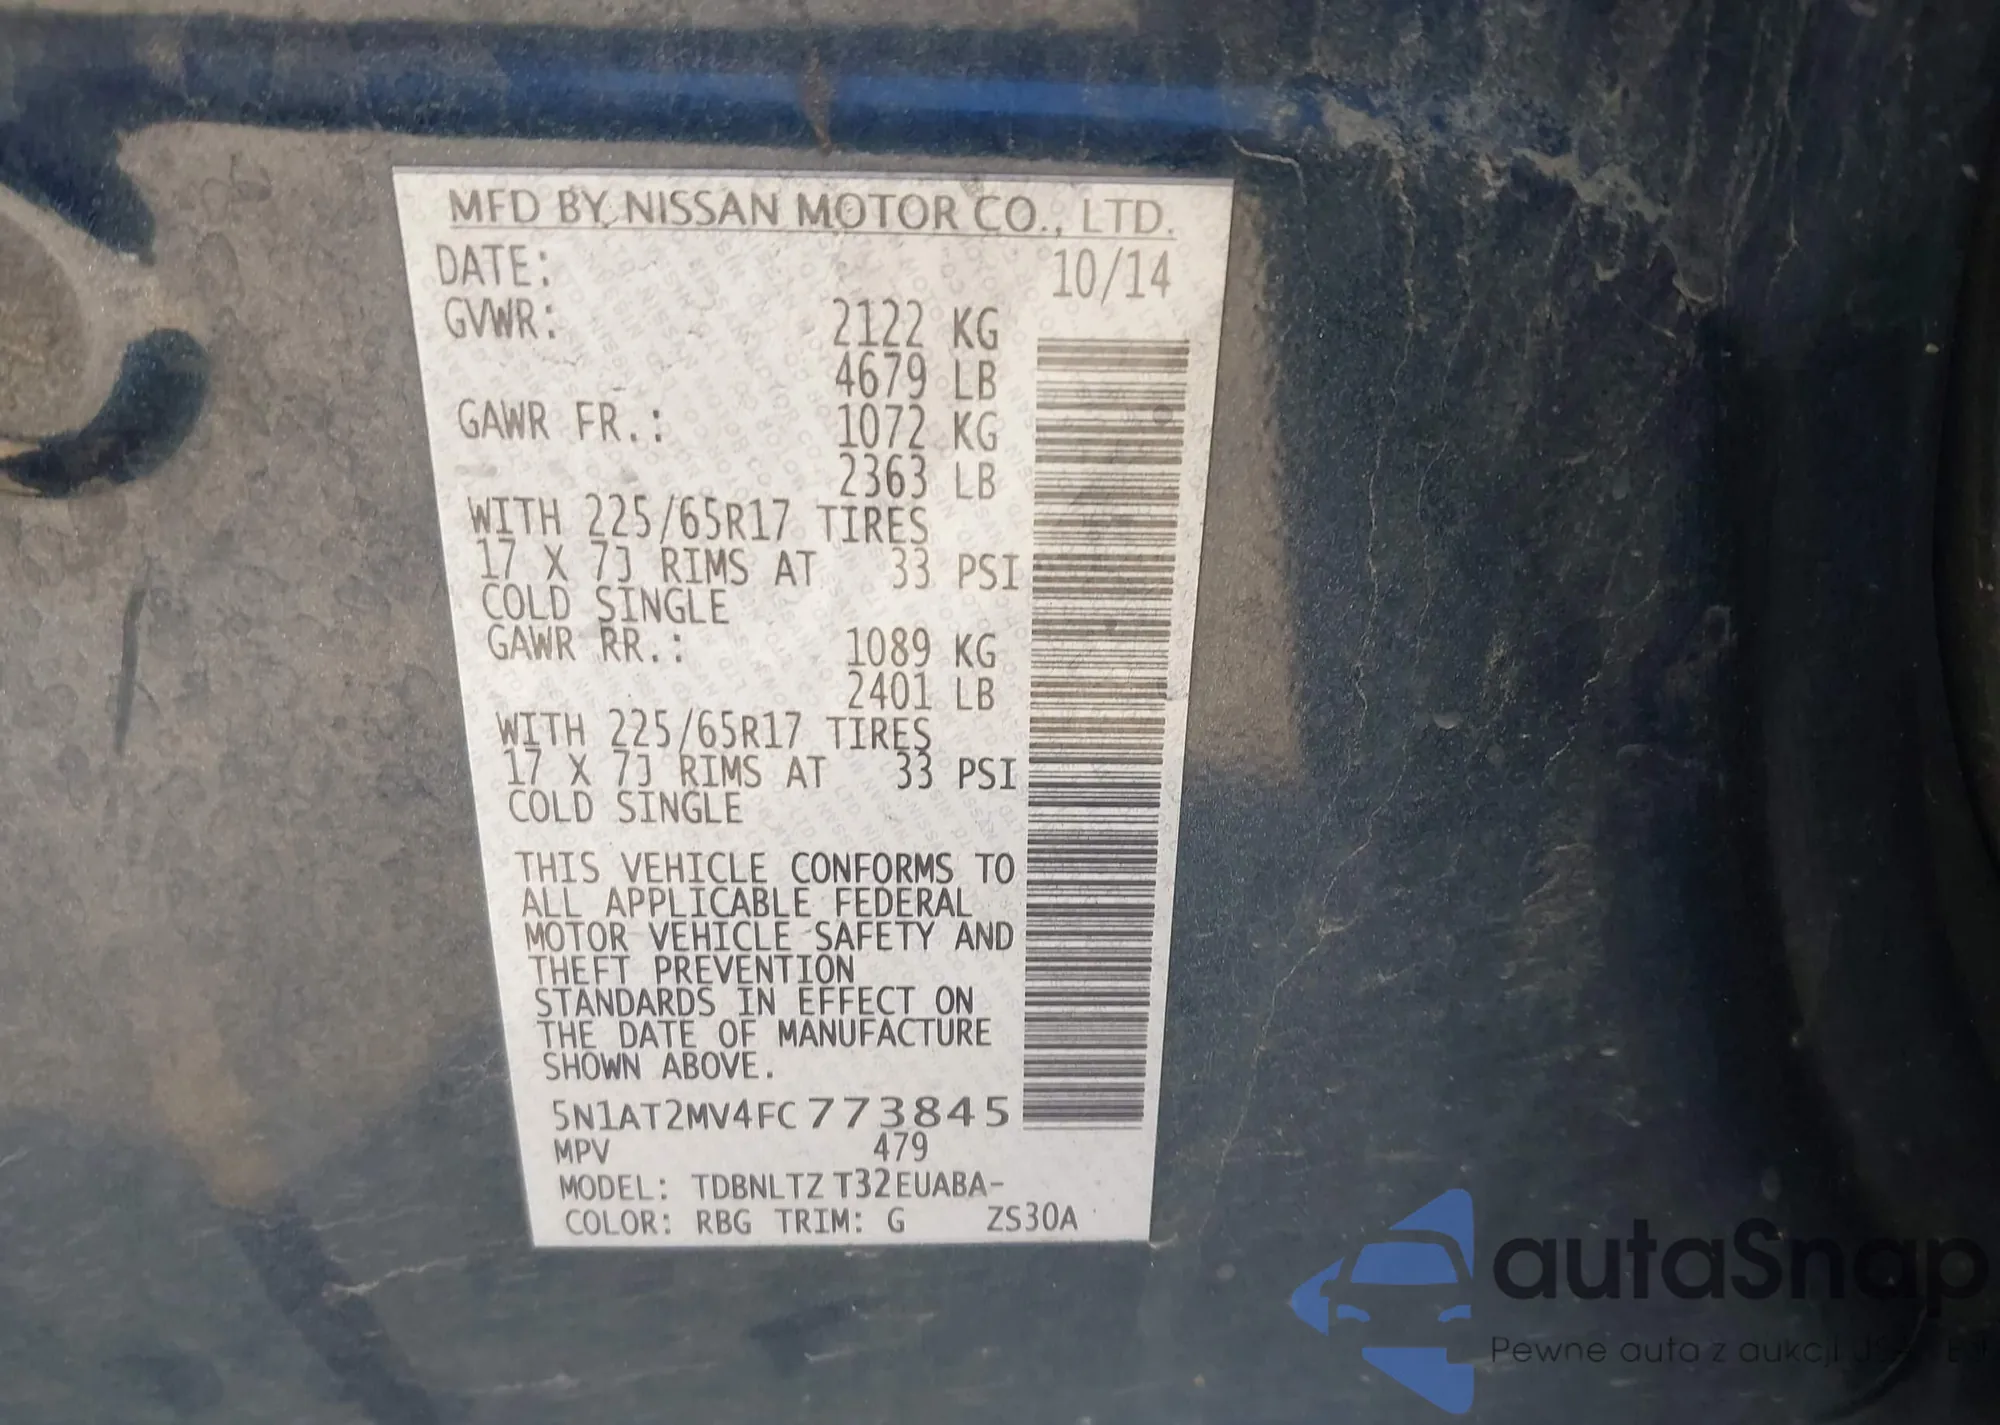 MFD BY NISSAN MOTOR CO., LTD.
DATE: 10/14
GVWR: 2122 KG
4679 LB
GAWR FR.: 1072 KG
2363 LB
WITH 225/65R17 TIRES
17 X 7J RIMS AT 33 PSI
COLD SINGLE
GAWR RR.: 1089 KG
2401 LB
WITH 225/65R17 TIRES
17 X 7J RIMS AT 33 PSI
COLD SINGLE
THIS VEHICLE CONFORMS TO
ALL APPLICABLE FEDERAL
MOTOR VEHICLE SAFETY AND
THEFT PREVENTION
STANDARDS IN EFFECT ON
THE DATE OF MANUFACTURE
SHOWN ABOVE.
5N1AT2MV4FC773845
MPV 479
MODEL: TDBNLTZ T32EUABA-
COLOR: RBG TRIM: G ZS30A
autaSnap
Pewne auta z aukcji